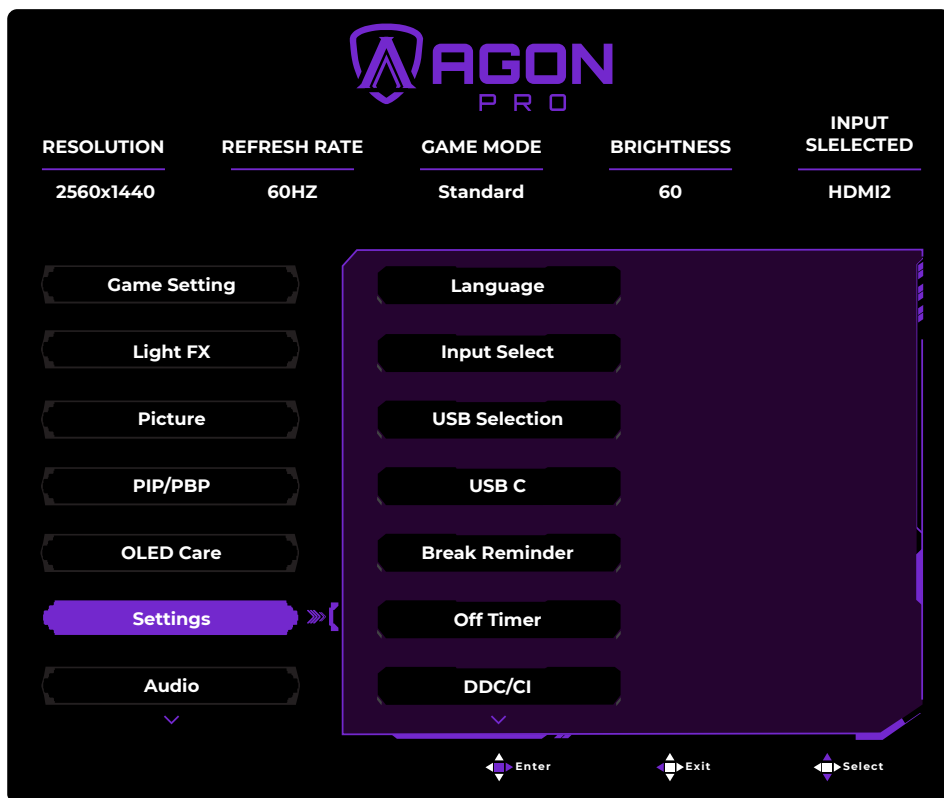 AGON
PRO
RESOLUTION
REFRESH RATE
GAME MODE
BRIGHTNESS
INPUT
SLELECTED
2560x1440
60HZ
Standard
60
HDMI2
Game Setting
Light FX
Picture
PIP/PBP
OLED Care
Settings
Audio
Language
Input Select
USB Selection
USB C
Break Reminder
Off Timer
DDC/CI
Enter
Exit
Select